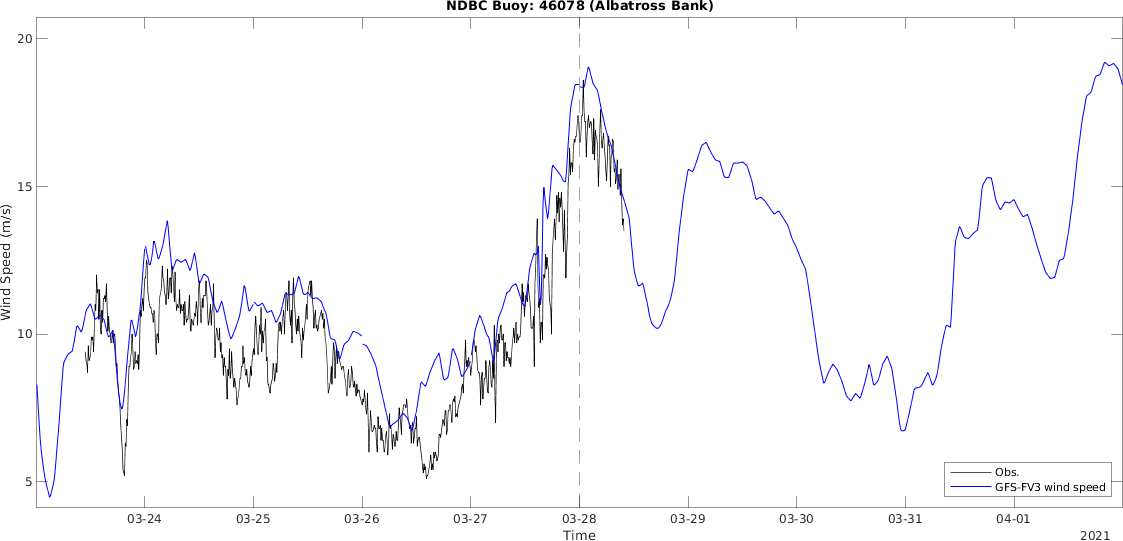 NDBC Buoy: 46078 (Albatross Bank)
20
15
10
5
Wind Speed (m/s)
Obs.
GFS-FV3 wind speed
03-24 03-25 03-26 03-27 03-28 03-29 03-30 03-31 04-01
Time
2021